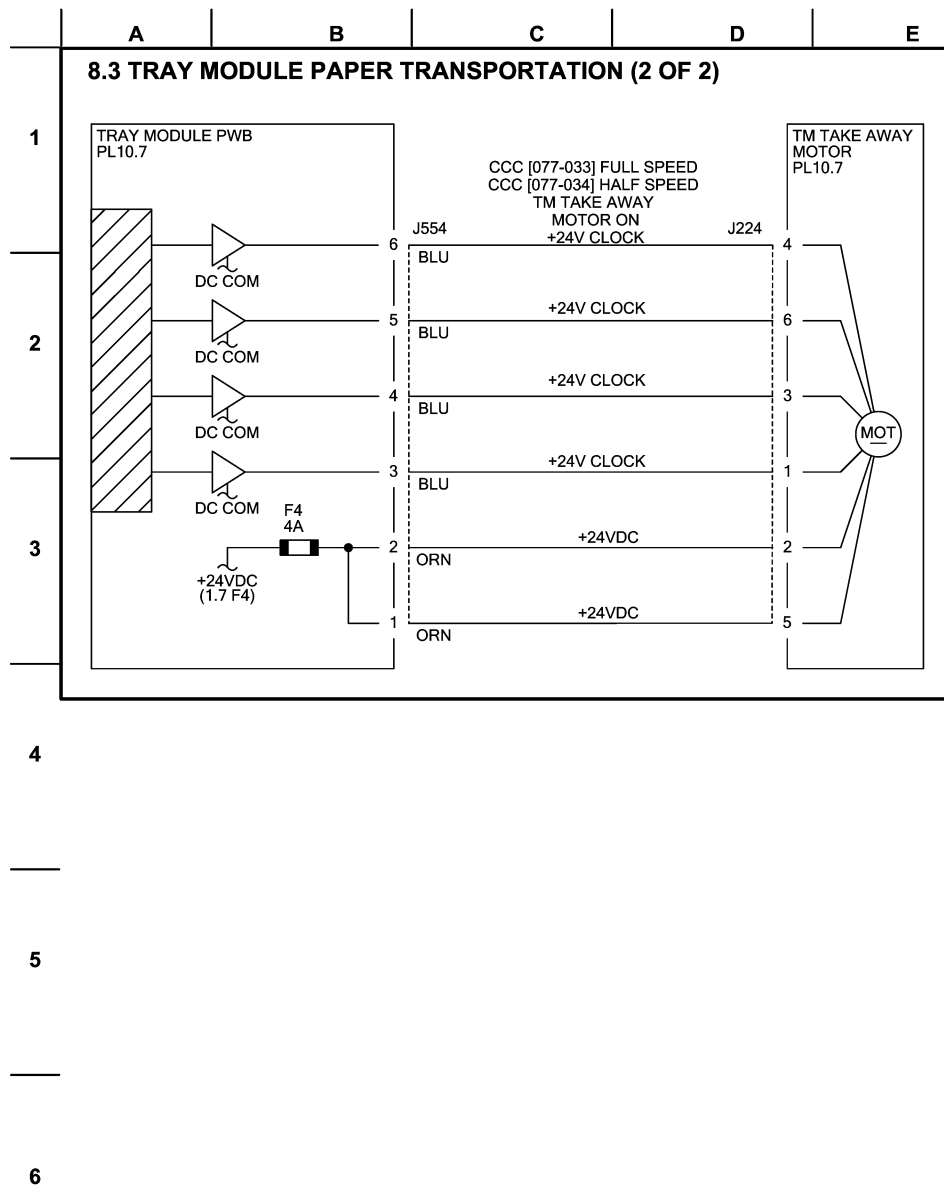 A B C D E
8.3 TRAY MODULE PAPER TRANSPORTATION (2 OF 2)
1
TRAY MODULE PWB
PL10.7
TM TAKE AWAY
MOTOR
PL10.7
CCC [077-033] FULL SPEED
CCC [077-034] HALF SPEED
TM TAKE AWAY
MOTOR ON
J554
J224
6
BLU
+24V CLOCK
4
DC COM
2
5
BLU
+24V CLOCK
6
DC COM
4
BLU
+24V CLOCK
3
DC COM
MOT
3
BLU
+24V CLOCK
1
DC COM
3
F4
4A
2
ORN
+24VDC
2
+24VDC
(1.7 F4)
1
ORN
+24VDC
5
4
5
6